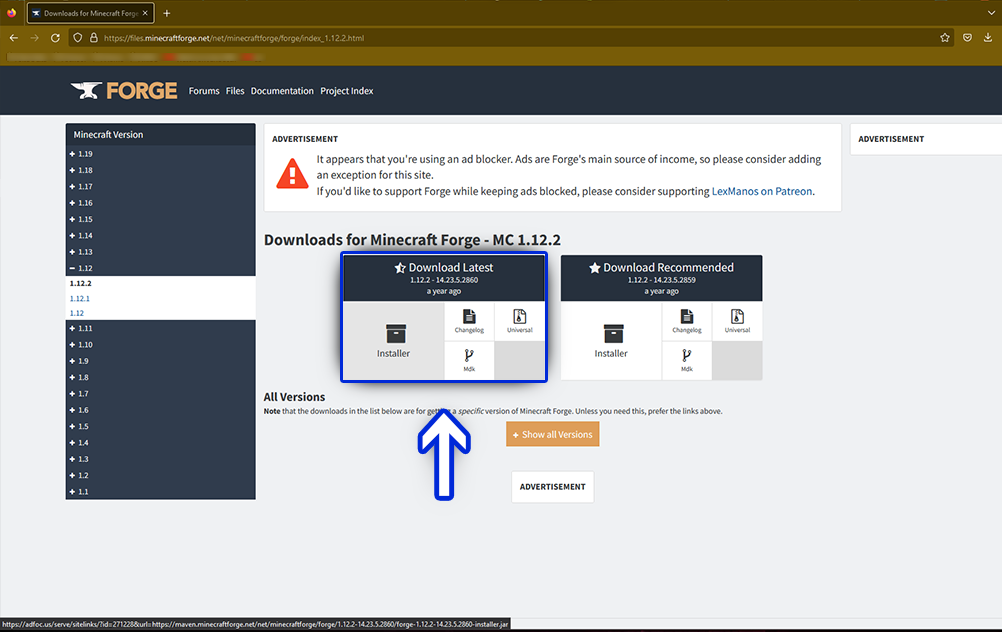 Downloads for Minecraft Forge
https://files.minecraftforge.net/net/minecraftforge/forge/index_1.12.2.html
FORGE Forums Files Documentation Project Index
Minecraft Version
+ 1.19
+ 1.18
+ 1.17
+ 1.16
+ 1.15
+ 1.14
+ 1.13
− 1.12
1.12.2
1.12.1
1.12
+ 1.11
+ 1.10
+ 1.9
+ 1.8
+ 1.7
+ 1.6
+ 1.5
+ 1.4
+ 1.3
+ 1.2
+ 1.1
ADVERTISEMENT
It appears that you're using an ad blocker. Ads are Forge's main source of income, so please consider adding
an exception for this site.
If you'd like to support Forge while keeping ads blocked, please consider supporting LexManos on Patreon.
ADVERTISEMENT
Downloads for Minecraft Forge - MC 1.12.2
Download Latest
1.12.2 - 14.23.5.2860
a year ago
Installer
Changelog
Universal
Mdk
Download Recommended
1.12.2 - 14.23.5.2859
a year ago
Installer
Changelog
Universal
Mdk
All Versions
Note that the downloads in the list below are for a specific version of Minecraft Forge. Unless you need this, prefer the links above.
+ Show all Versions
ADVERTISEMENT
https://adfoc.us/serve/sitelinks/?id=271228&url=https://maven.minecraftforge.net/net/minecraftforge/forge/1.12.2-14.23.5.2860/forge-1.12.2-14.23.5.2860-installer.jar